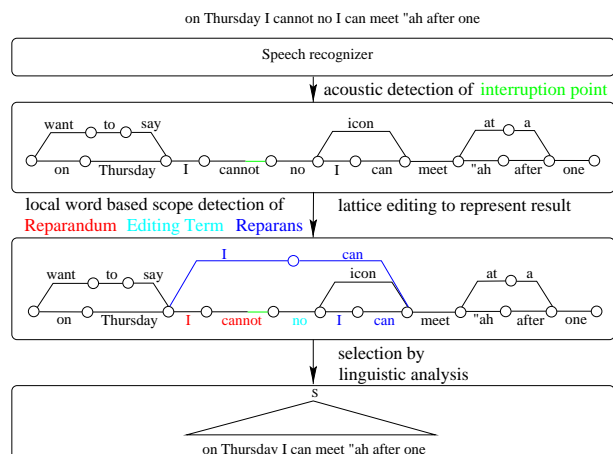 on Thursday I cannot no I can meet "ah after one
Speech recognizer
acoustic detection of interruption point
want to say icon at a
on Thursday I cannot no I can meet "ah after one
local word based scope detection of lattice editing to represent result
Reparandum Editing Term Reparans
I can
want to say icon at a
on Thursday I cannot no I can meet "ah after one
selection by
linguistic analysis
S
on Thursday I can meet "ah after one